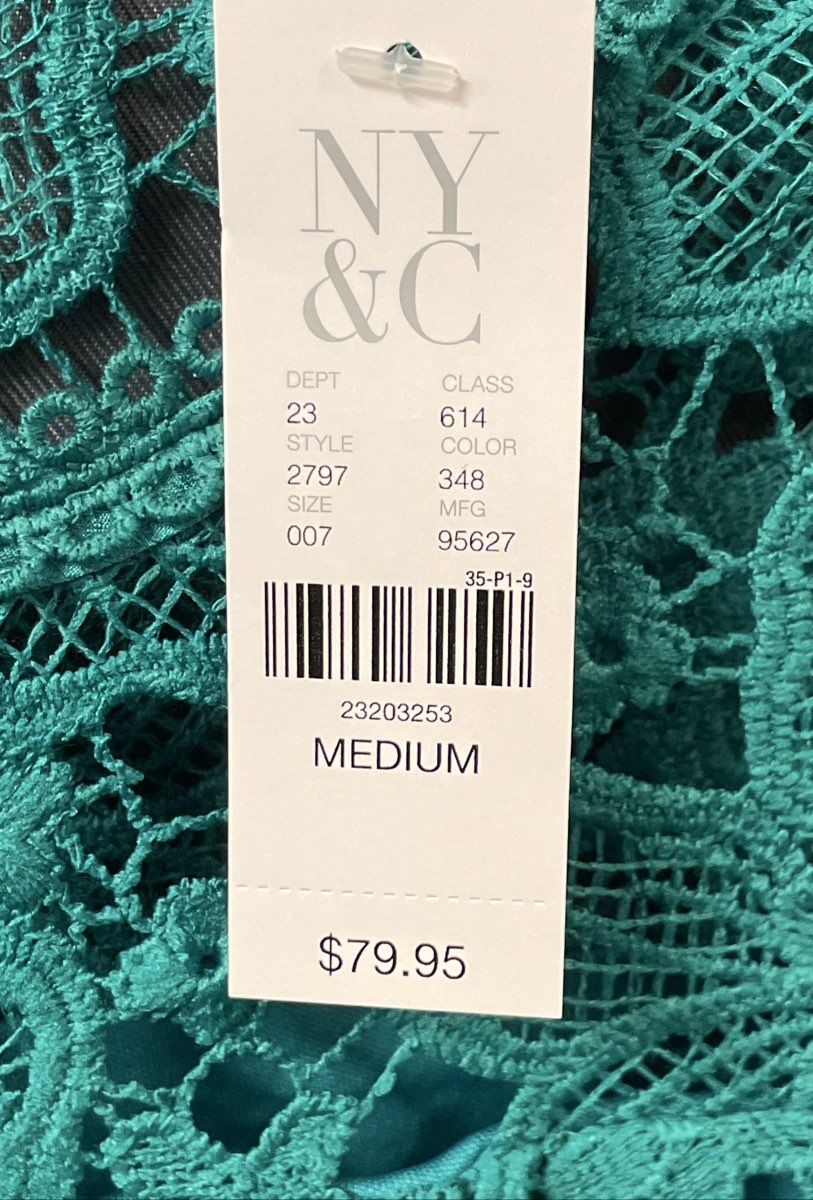 NY
&C
DEPT CLASS
23 614
STYLE COLOR
2797 348
SIZE MFG
007 95627
35-P1-9
23203253
MEDIUM
$79.95